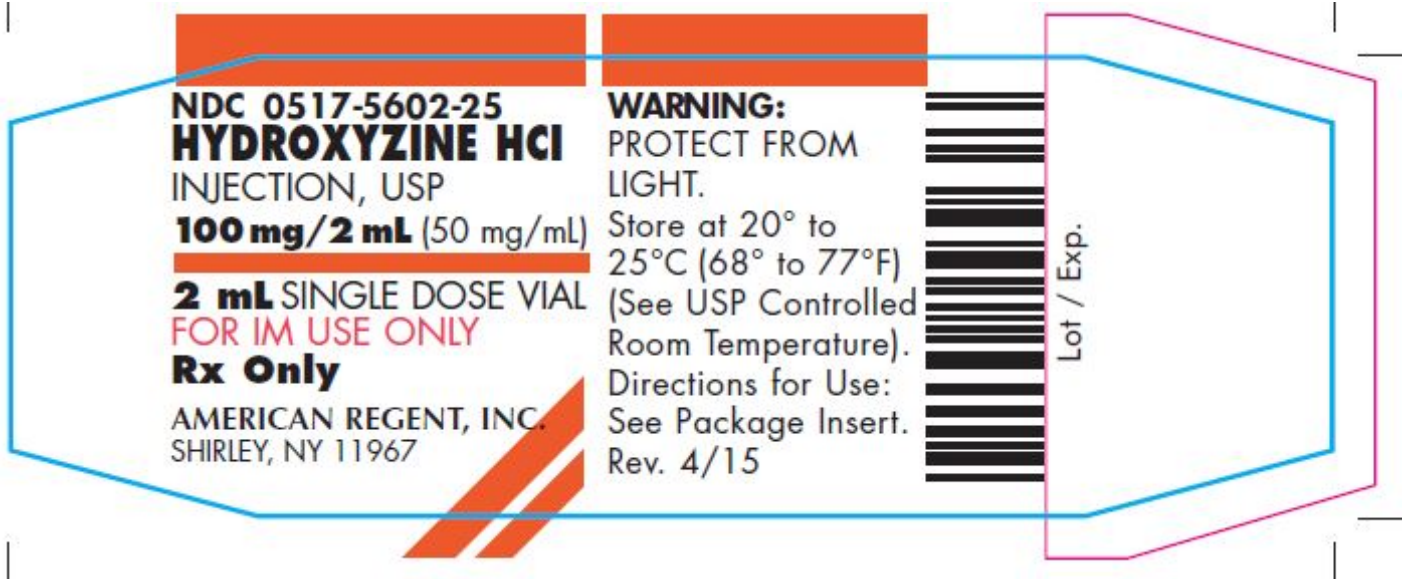 NDC 0517-5602-25
HYDROXYZINE HCl
INJECTION, USP
100 mg/2 mL (50 mg/mL)
2 mL SINGLE DOSE VIAL
FOR IM USE ONLY
Rx Only
AMERICAN REGENT, INC.
SHIRLEY, NY 11967
WARNING:
PROTECT FROM
LIGHT.
Store at 20° to
25°C (68° to 77°F)
(See USP Controlled
Room Temperature).
Directions for Use:
See Package Insert.
Rev. 4/15
Lot / Exp.